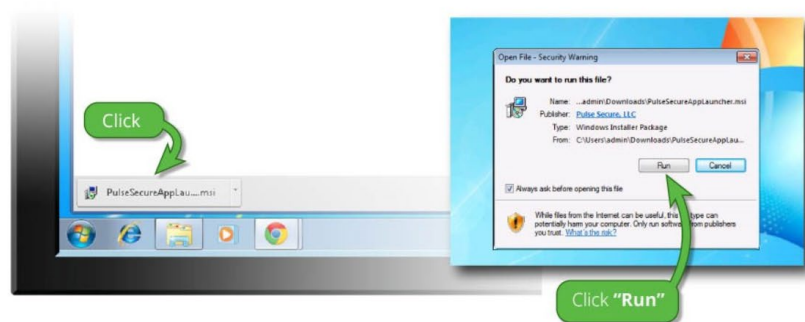 Click
PulseSecureAppLau....msi
Open File - Security Warning
Do you want to run this file?
Name: ...admin\Downloads\PulseSecureAppLauncher.msi
Publisher: Pulse Secure, LLC
Type: Windows Installer Package
From: C:\Users\admin\Downloads\PulseSecureAppLau...
Run Cancel
Always ask before opening this file
While files from the Internet can be useful, this type can
potentially harm your computer. Only run software from publishers
you trust. What's the risk?
Click "Run"